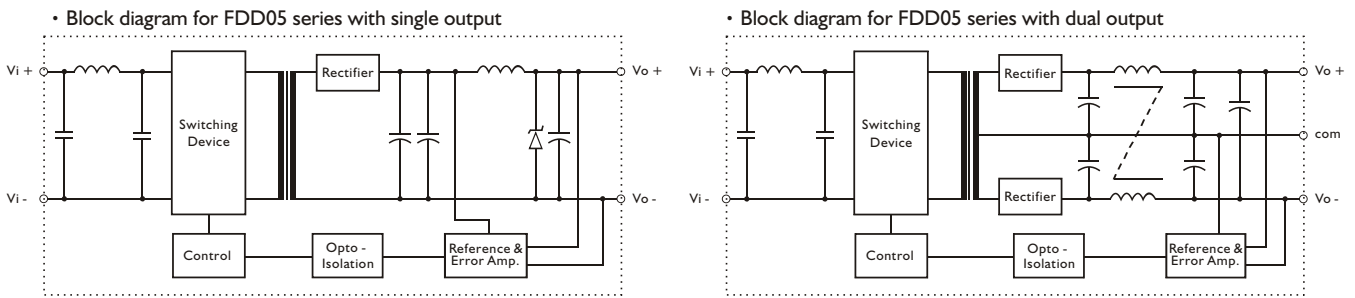 • Block diagram for FDD05 series with single output
Vi +
Vi -
Switching
Device
Rectifier
Control
Opto -
Isolation
Reference &
Error Amp.
Vo +
Vo -
• Block diagram for FDD05 series with dual output
Vi +
Vi -
Switching
Device
Rectifier
Rectifier
Control
Opto -
Isolation
Reference &
Error Amp.
Vo +
com
Vo -